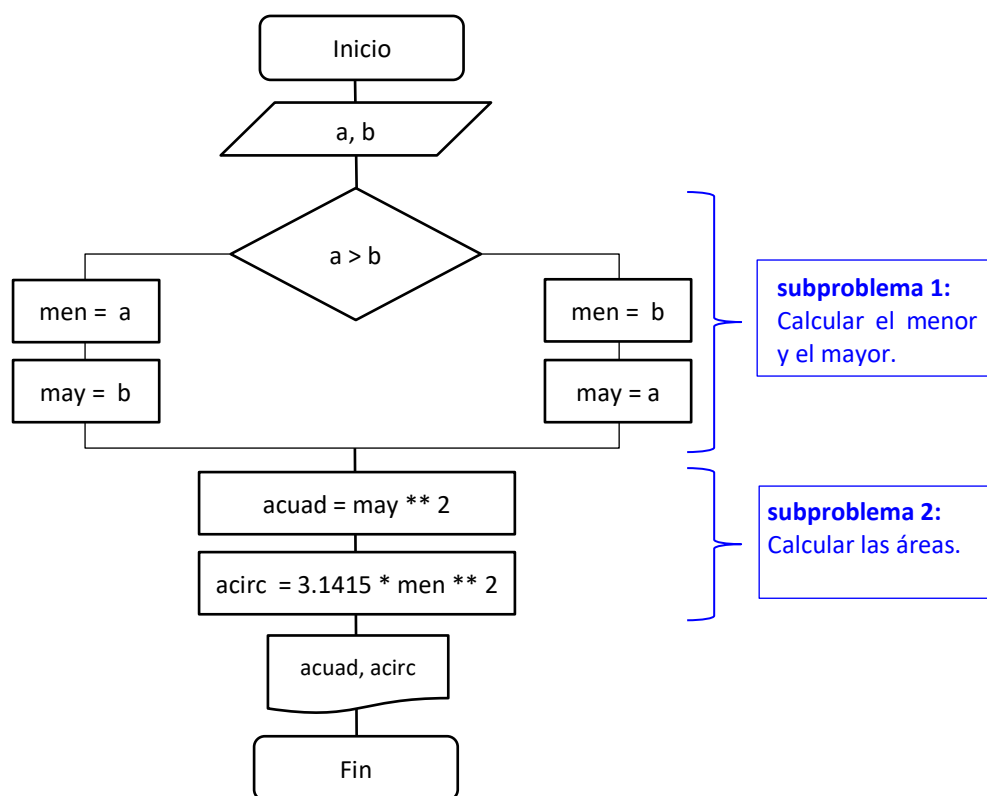 Inicio
a, b
a > b
men = a
may = b
men = b
may = a
subproblema 1:
Calcular el menor
y el mayor.
acuad = may ** 2
acirc = 3.1415 * men ** 2
subproblema 2:
Calcular las áreas.
acuad, acirc
Fin